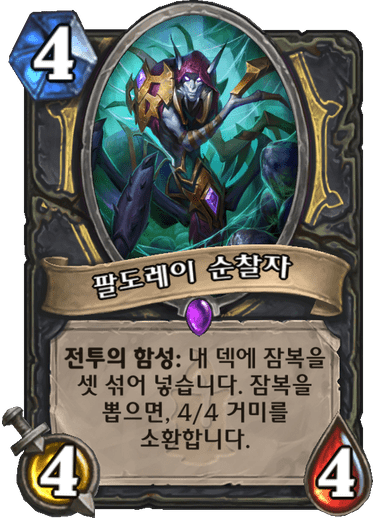 4
팔도레이 순찰자
전투의 함성: 내 덱에 잠복을
셋 섞어 넣습니다. 잠복을
뽑으면, 4/4 거미를
소환합니다.
4
4